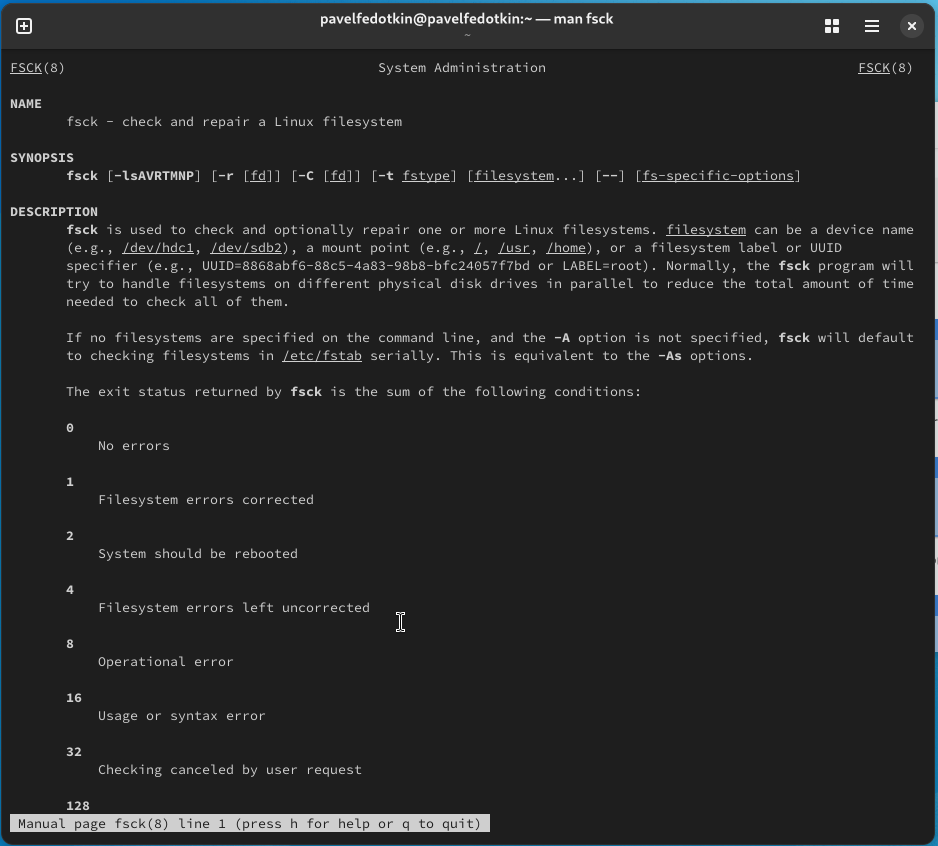 pavelfedotkin@pavelfedotkin:~ — man fsck
~
FSCK(8) System Administration FSCK(8)
NAME
fsck - check and repair a Linux filesystem
SYNOPSIS
fsck [-lsAVRTMNP] [-r [fd]] [-C [fd]] [-t fstype] [filesystem...] [--] [fs-specific-options]
DESCRIPTION
fsck is used to check and optionally repair one or more Linux filesystems. filesystem can be a device name
(e.g., /dev/hdc1, /dev/sdb2), a mount point (e.g., /, /usr, /home), or a filesystem label or UUID
specifier (e.g., UUID=8868abf6-88c5-4a83-98b8-bfc24057f7bd or LABEL=root). Normally, the fsck program will
try to handle filesystems on different physical disk drives in parallel to reduce the total amount of time
needed to check all of them.
If no filesystems are specified on the command line, and the -A option is not specified, fsck will default
to checking filesystems in /etc/fstab serially. This is equivalent to the -As options.
The exit status returned by fsck is the sum of the following conditions:
0
No errors
1
Filesystem errors corrected
2
System should be rebooted
4
Filesystem errors left uncorrected
8
Operational error
16
Usage or syntax error
32
Checking canceled by user request
128
Manual page fsck(8) line 1 (press h for help or q to quit)